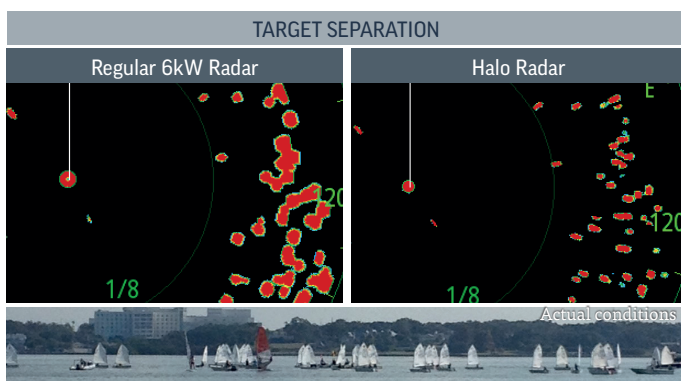 TARGET SEPARATION
Regular 6kW Radar
Halo Radar
120
1/8
E
120
1/8
Actual conditions